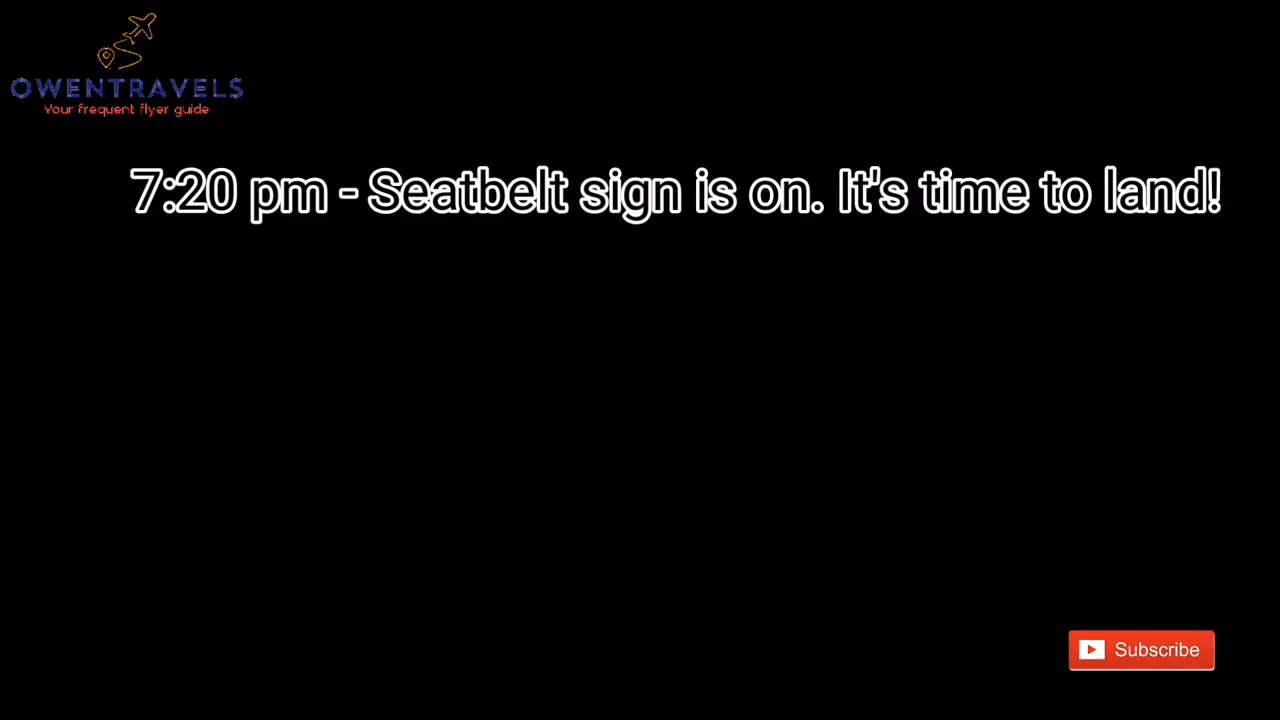 OWENTRAVELS
Your frequent flyer guide
7:20 pm - Seatbelt sign is on. It's time to land!
Subscribe